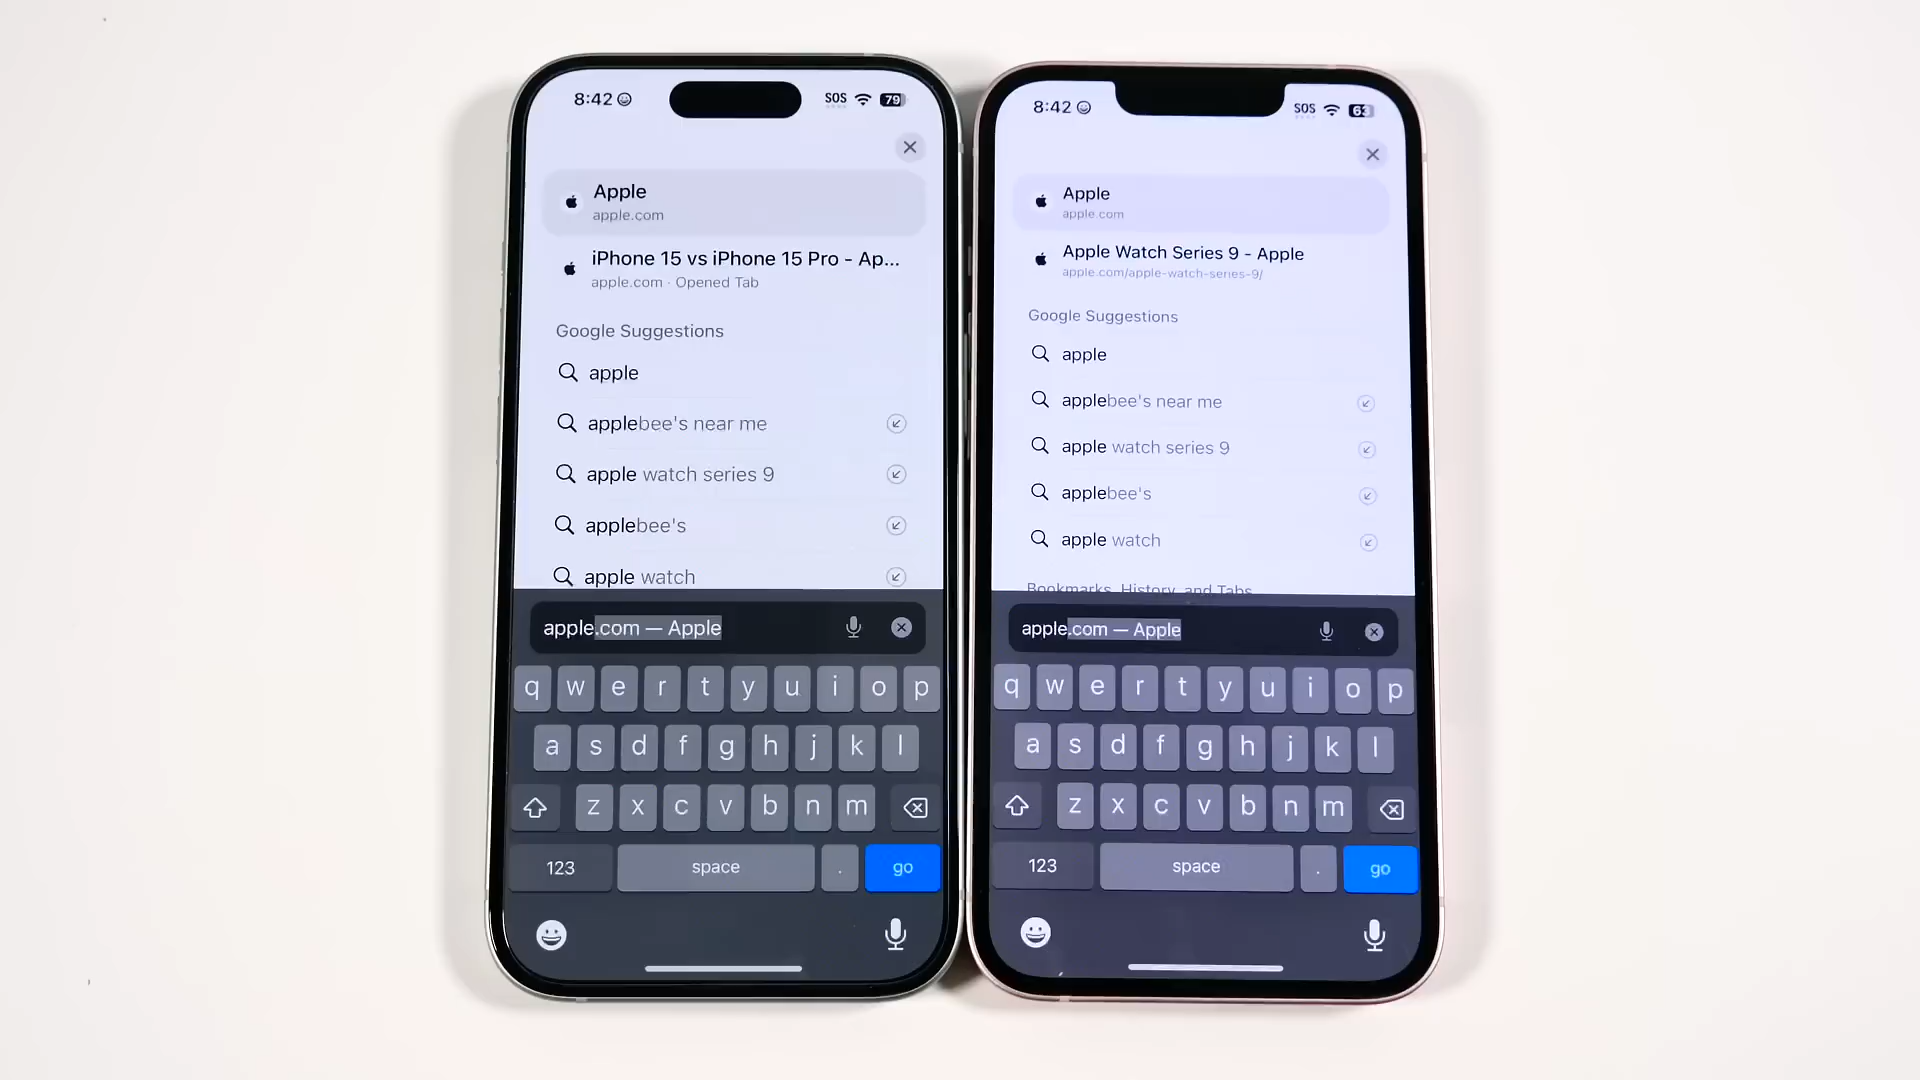 8:42
SOS
79
Apple
apple.com
iPhone 15 vs iPhone 15 Pro - Ap...
apple.com · Opened Tab
Google Suggestions
apple
applebee's near me
apple watch series 9
applebee's
apple watch
apple.com — Apple
q w e r t y u i o p
a s d f g h j k l
z x c v b n m
123
space
.
go
8:42
SOS
63
Apple
apple.com
Apple Watch Series 9 - Apple
apple.com/apple-watch-series-9/
Google Suggestions
apple
applebee's near me
apple watch series 9
applebee's
apple watch
Bookmarks, History, and Tabs
apple.com — Apple
q w e r t y u i o p
a s d f g h j k l
z x c v b n m
123
space
.
go